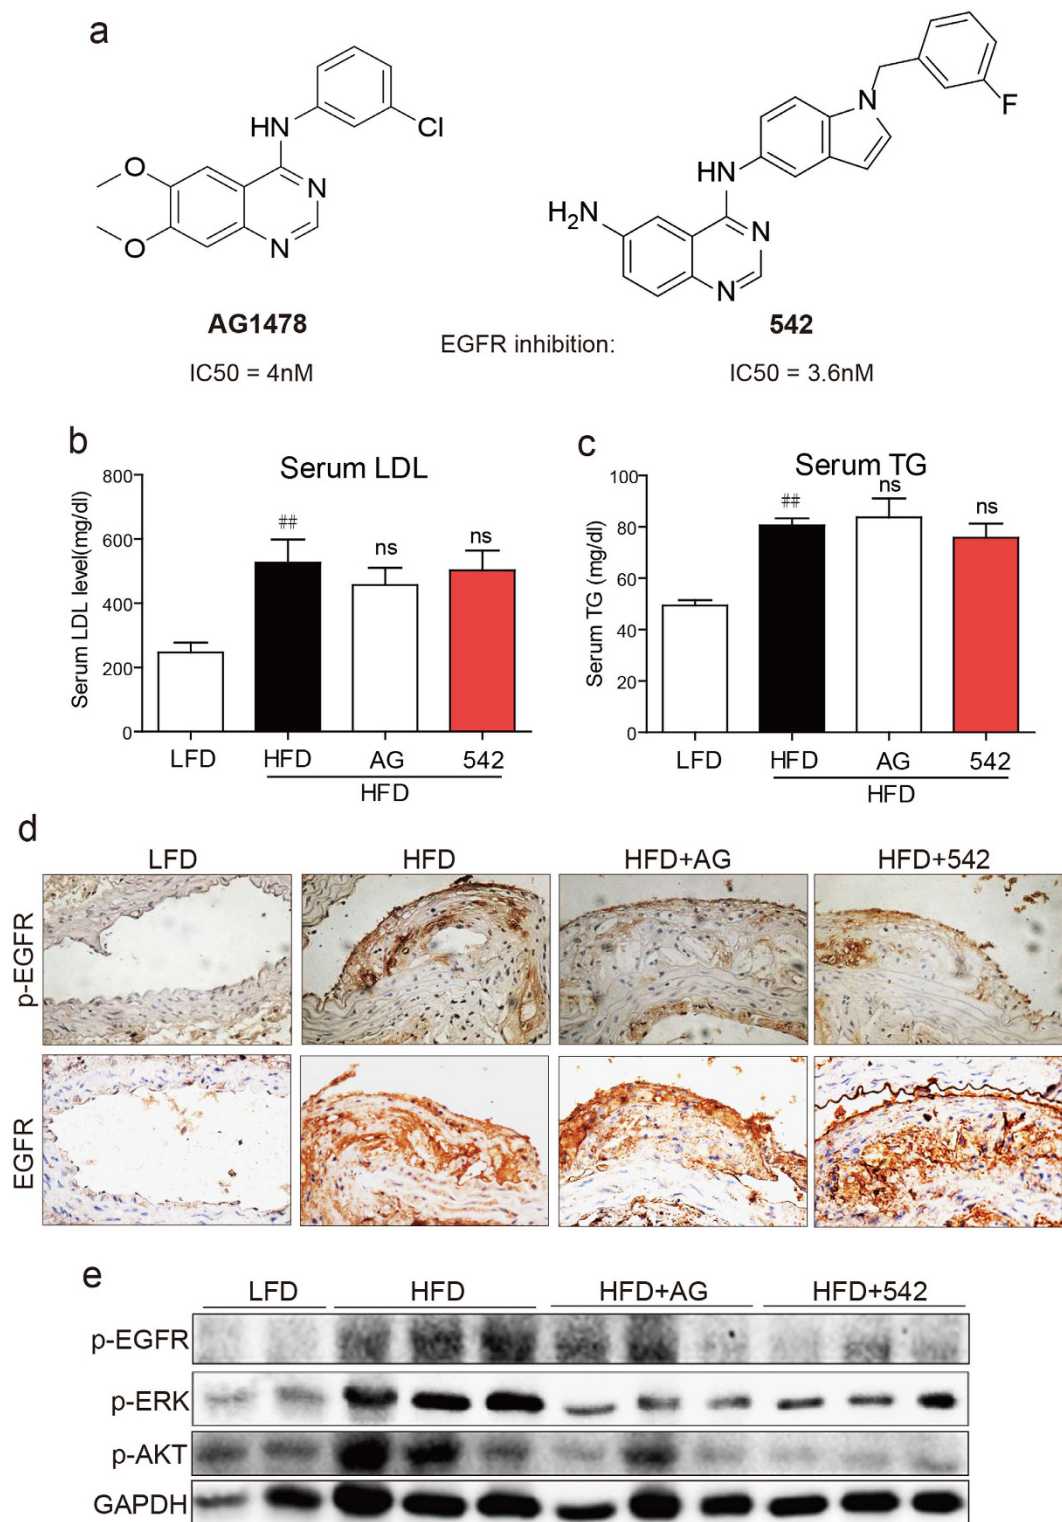 a
HN
Cl
O
O
N
N
AG1478
IC50 = 4nM
EGFR inhibition:
N
F
HN
H2N
N
N
542
IC50 = 3.6nM
b
Serum LDL
Serum LDL level(mg/dl)
800
600
400
200
0
##
ns
ns
LFD
HFD
AG
542
HFD
c
Serum TG
Serum TG (mg/dl)
100
80
60
40
20
0
##
ns
ns
LFD
HFD
AG
542
HFD
d
LFD HFD HFD+AG HFD+542
p-EGFR
EGFR
e
LFD HFD HFD+AG HFD+542
p-EGFR
p-ERK
p-AKT
GAPDH